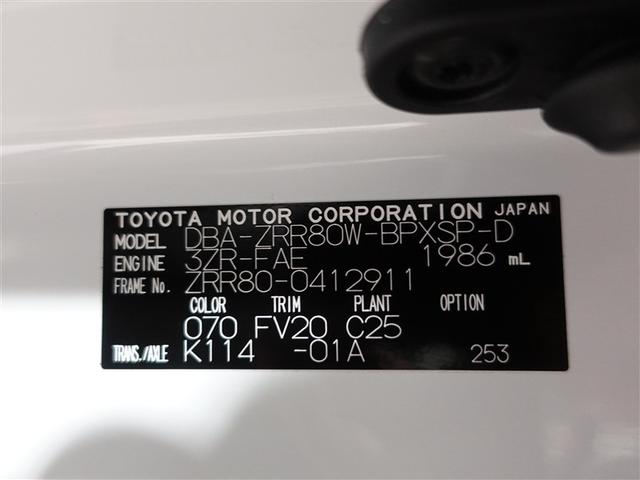 TOYOTA MOTOR CORPORATION JAPAN
MODEL DBA-ZRR80W-BPXSP-D
ENGINE 3ZR-FAE 1986 mL
FRAME No. ZRR80-0412911
COLOR TRIM PLANT OPTION
070 FV20 C25
TRANS./AXLE K114 -01A 253